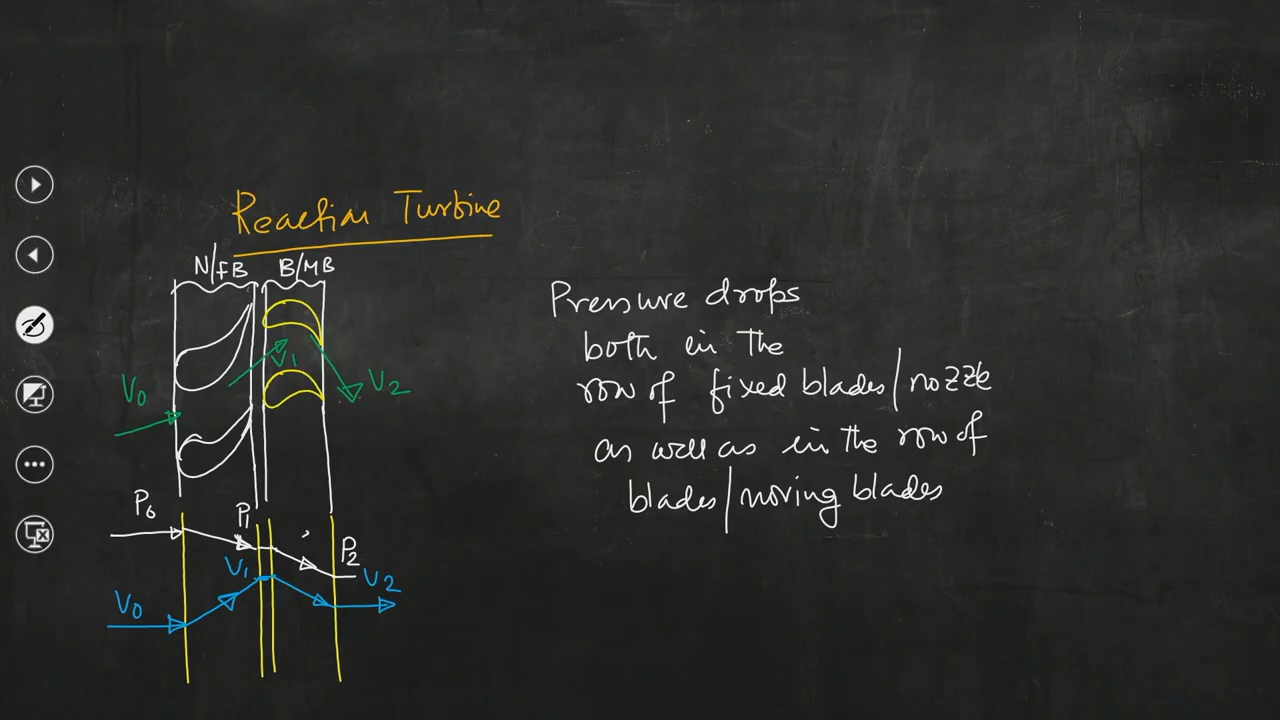 Reaction Turbine
N/FB B/MB
Pressure drops
both in the
row of fixed blades/nozzle
as well as in the row of
blades/moving blades
V0
V1
V2
P0
P1
P2
V0
V1
V2